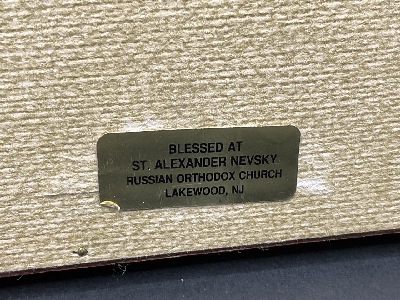 BLESSED AT
ST. ALEXANDER NEVSKY
RUSSIAN ORTHODOX CHURCH
LAKEWOOD, NJ